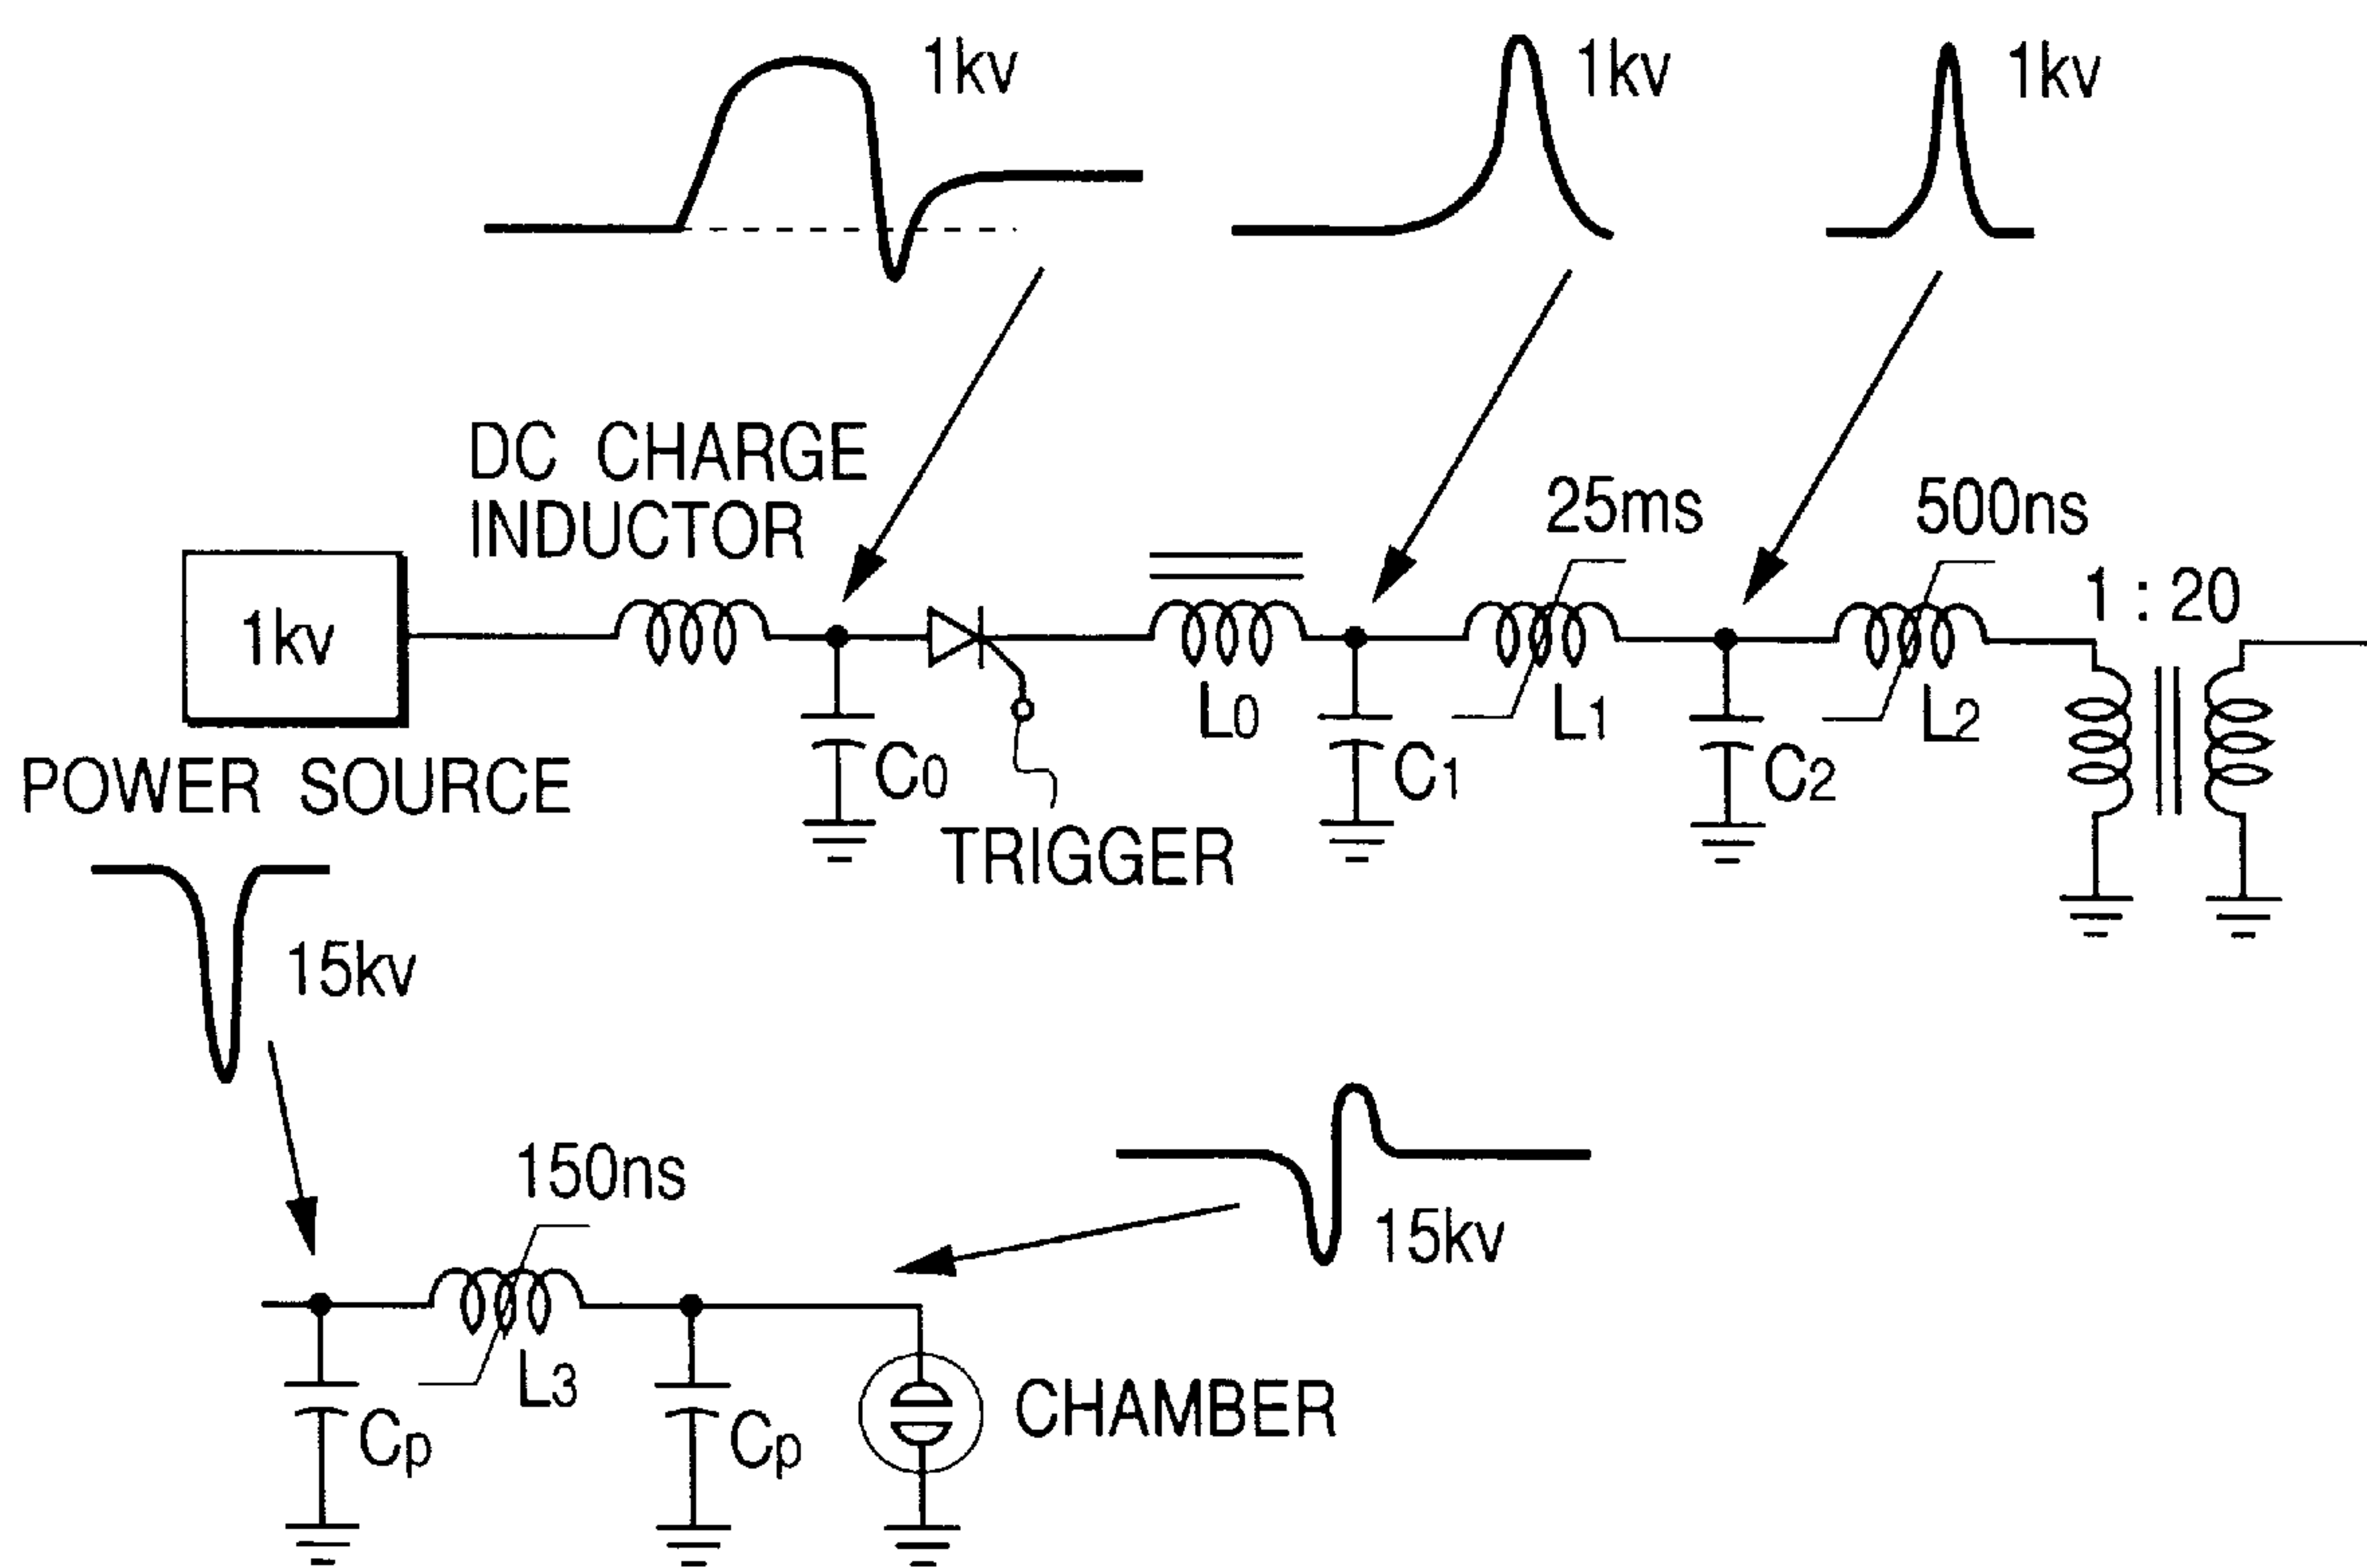 1kv
1kv
1kv
DC CHARGE
INDUCTOR
25ms
500ns
1 : 20
1kv
L0
L1
L2
C0
C1
C2
POWER SOURCE
TRIGGER
15kv
150ns
15kv
L3
Cp
Cp
CHAMBER